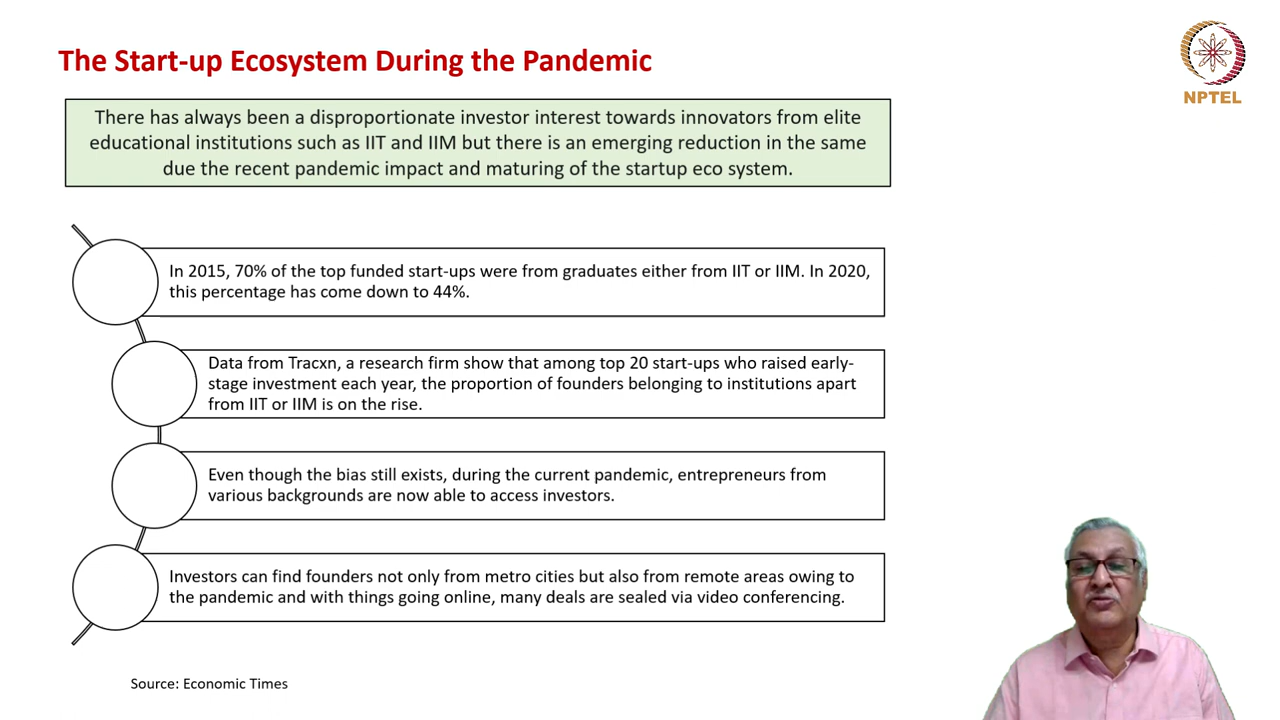 The Start-up Ecosystem During the Pandemic
NPTEL
There has always been a disproportionate investor interest towards innovators from elite
educational institutions such as IIT and IIM but there is an emerging reduction in the same
due the recent pandemic impact and maturing of the startup eco system.
In 2015, 70% of the top funded start-ups were from graduates either from IIT or IIM. In 2020,
this percentage has come down to 44%.
Data from Tracxn, a research firm show that among top 20 start-ups who raised early-
stage investment each year, the proportion of founders belonging to institutions apart
from IIT or IIM is on the rise.
Even though the bias still exists, during the current pandemic, entrepreneurs from
various backgrounds are now able to access investors.
Investors can find founders not only from metro cities but also from remote areas owing to
the pandemic and with things going online, many deals are sealed via video conferencing.
Source: Economic Times